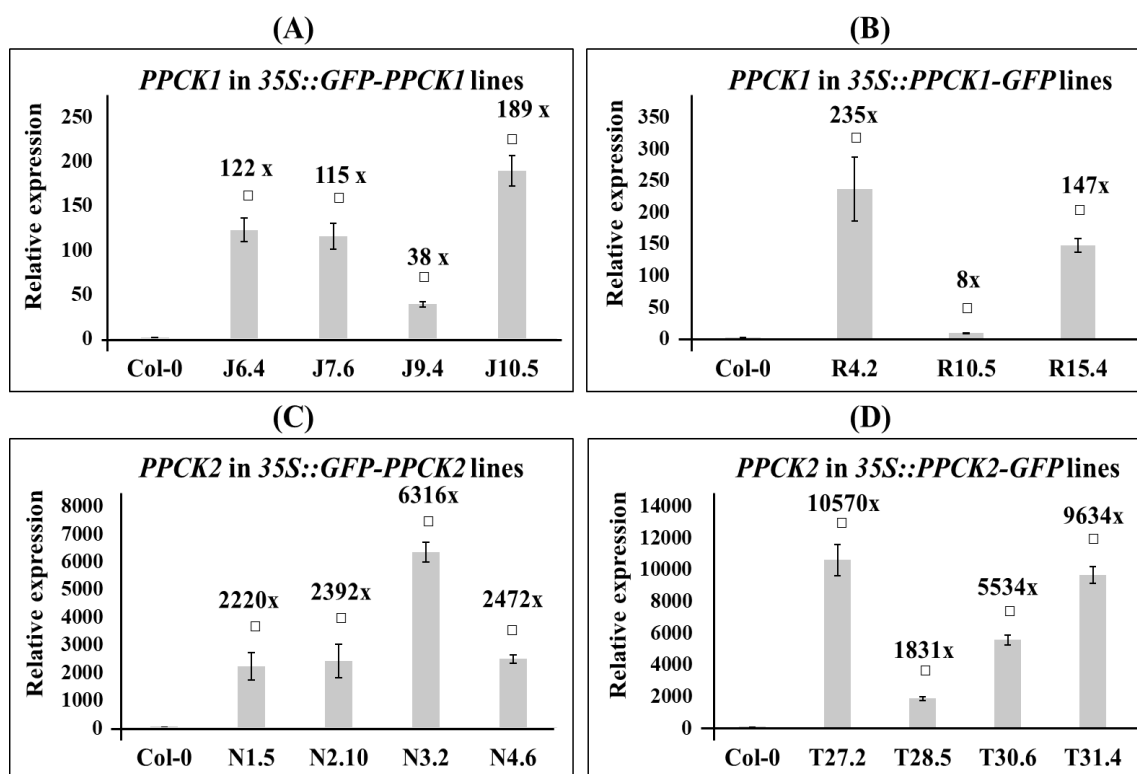 (A)
PPCK1 in 35S::GFP-PPCK1 lines
Relative expression
250
200
150
100
50
0
122 x
115 x
38 x
189 x
Col-0 J6.4 J7.6 J9.4 J10.5
(B)
PPCK1 in 35S::PPCK1-GFP lines
Relative expression
350
300
250
200
150
100
50
0
235x
8x
147x
Col-0 R4.2 R10.5 R15.4
(C)
PPCK2 in 35S::GFP-PPCK2 lines
Relative expression
8000
7000
6000
5000
4000
3000
2000
1000
0
2220x
2392x
6316x
2472x
Col-0 N1.5 N2.10 N3.2 N4.6
(D)
PPCK2 in 35S::PPCK2-GFP lines
Relative expression
14000
12000
10000
8000
6000
4000
2000
0
10570x
1831x
5534x
9634x
Col-0 T27.2 T28.5 T30.6 T31.4